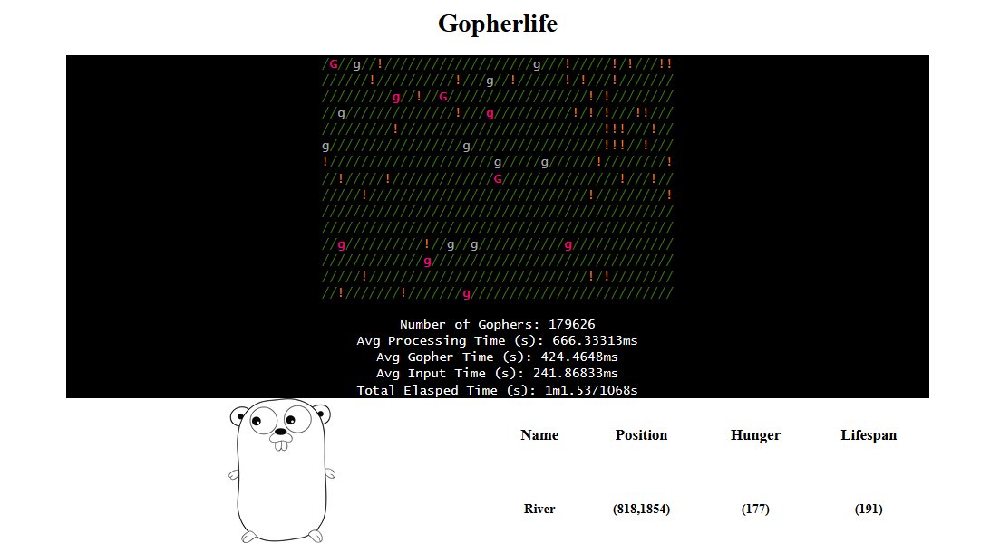 Gopherlife
/G//g//!///////////////////g///!/////!/!///!!
//////!//////////!///g//!//////!/!///!///////
/////////g//!//G//////////////////!/!////////
//g//////////////!///g//////////!/!/!///!!///
/////////!//////////////////////////!!!///!//
g/////////////////g/////////////////!!!//!///
!/////////////////////g/////g//////!////////!
//!/////!/////////////G///////////////!///!//
/////!////////////////////////////!/////////!
/////////////////////////////////////////////
/////////////////////////////////////////////
//g//////////!//g//g///////////g/////////////
/////////////g///////////////////////////////
/////!////////////////////////////!/!////////
//!///////!///////g//////////////////////////
Number of Gophers: 179626
Avg Processing Time (s): 666.33313ms
Avg Gopher Time (s): 424.4648ms
Avg Input Time (s): 241.86833ms
Total Elasped Time (s): 1m1.5371068s
Name Position Hunger Lifespan
River (818,1854) (177) (191)